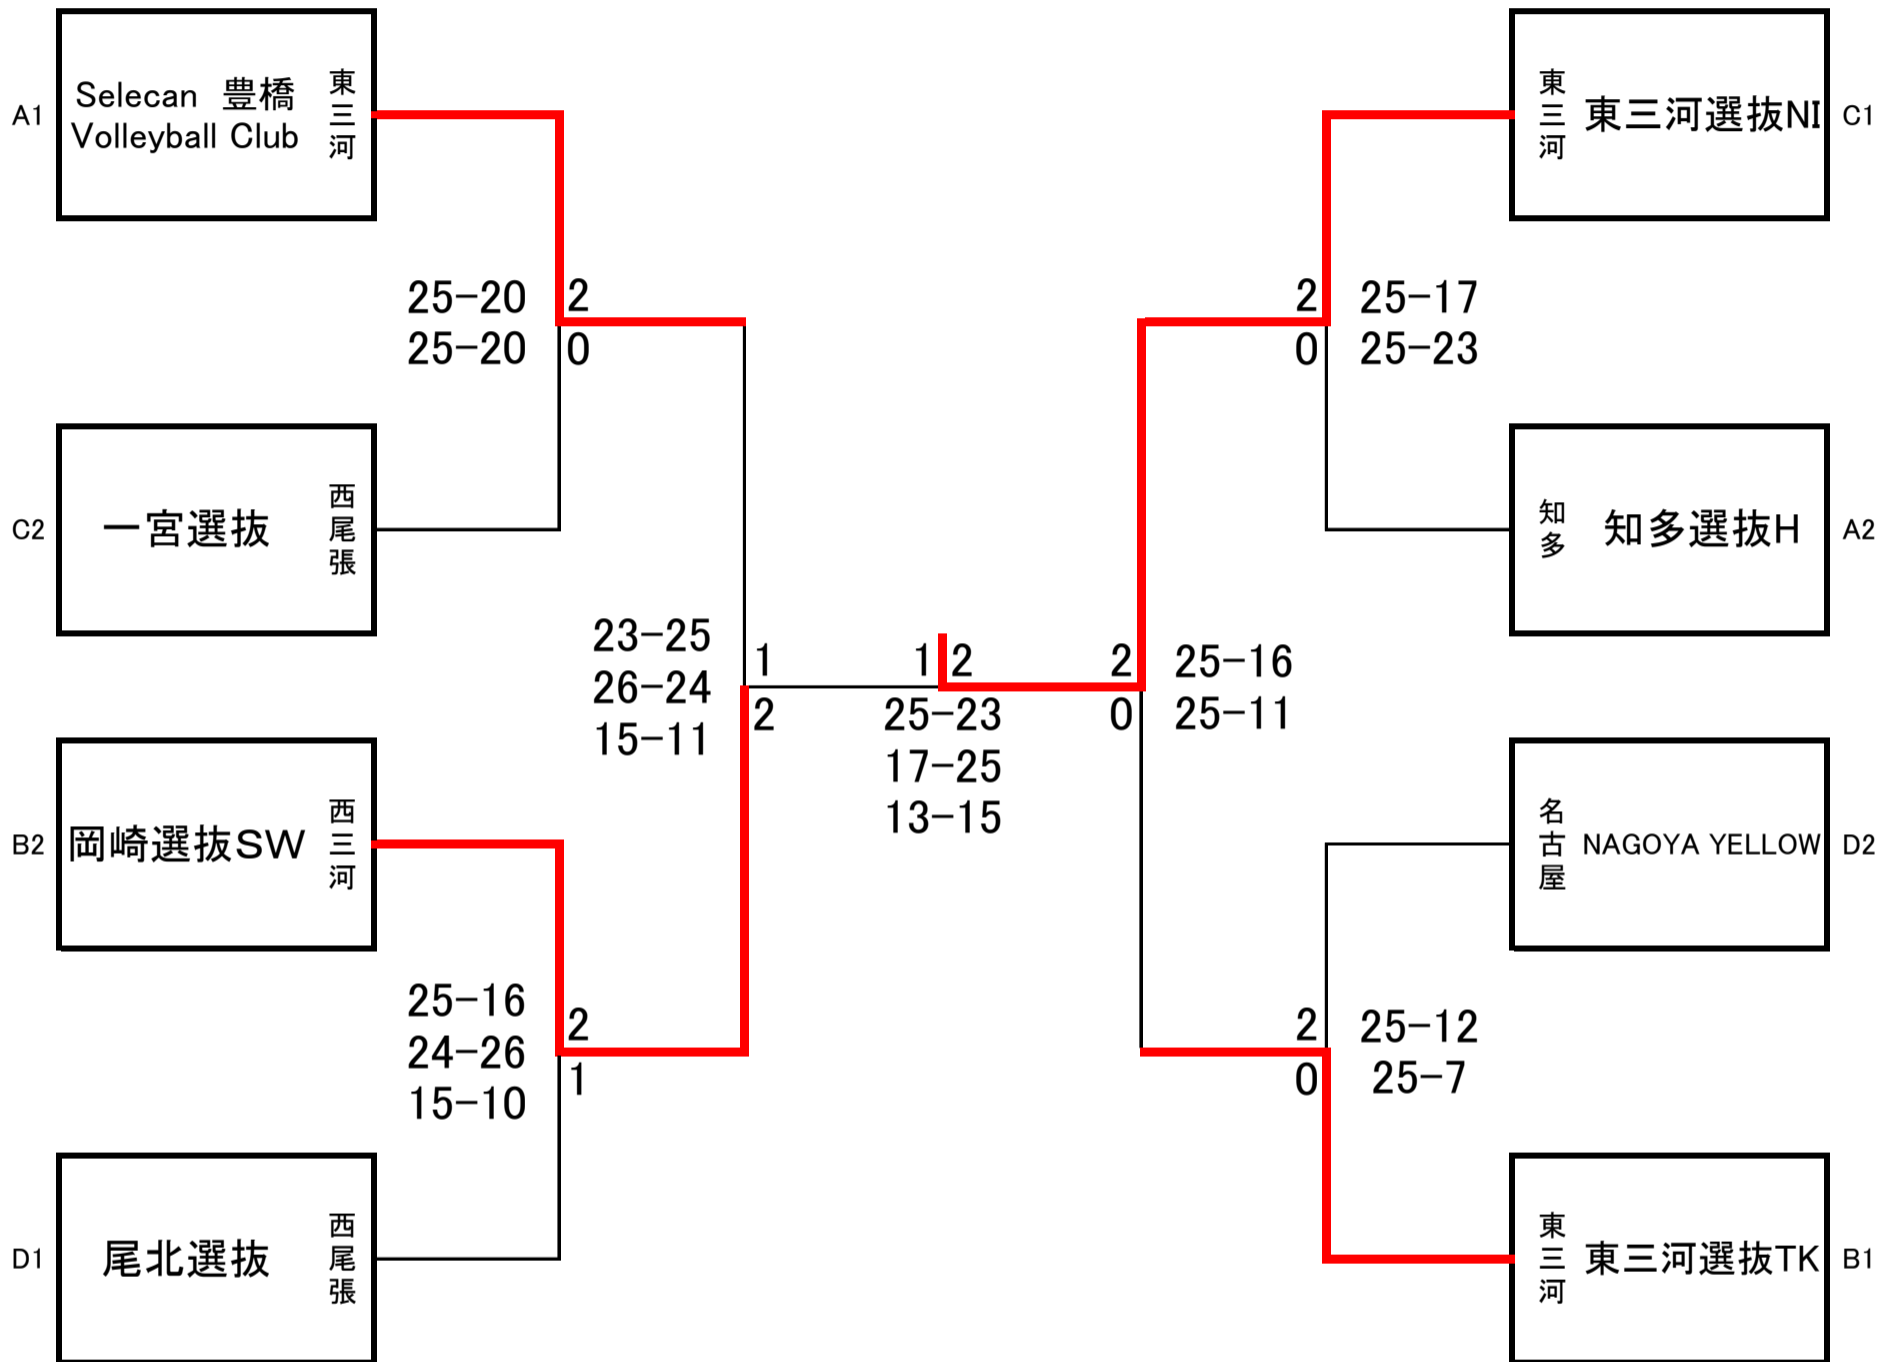 A1
Selecan 豊橋
Volleyball Club
東三河
25-20
25-20
2
0
C2
一宮選抜
西尾張
23-25
26-24
15-11
1
2
B2
岡崎選抜SW
西三河
25-16
24-26
15-10
2
1
D1
尾北選抜
西尾張
1
2
25-23
17-25
13-15
東三河
東三河選抜NI
C1
2
0
25-17
25-23
知多
知多選抜H
A2
2
0
25-16
25-11
名古屋
NAGOYA YELLOW
D2
2
0
25-12
25-7
東三河
東三河選抜TK
B1